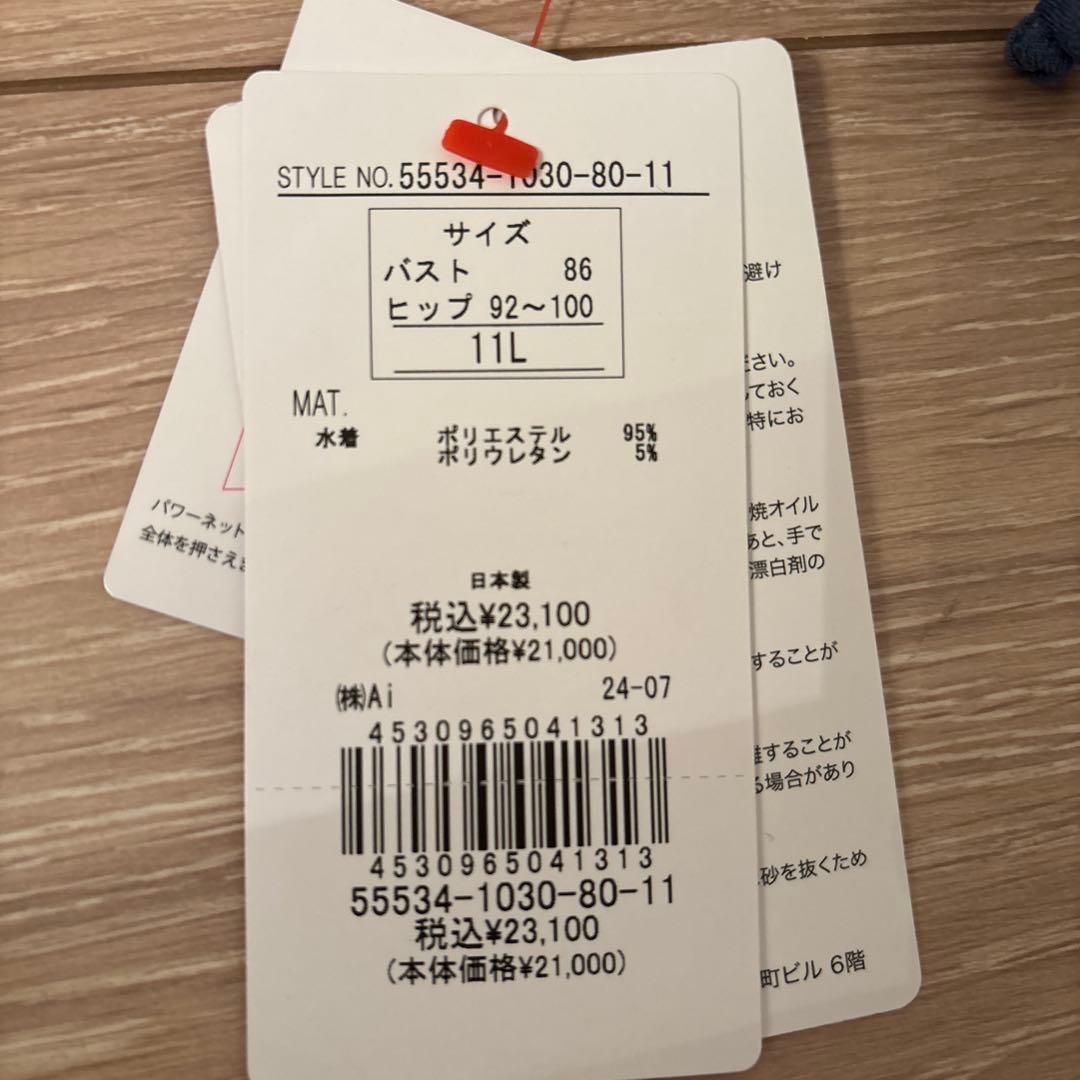 STYLE NO. 55534-1030-80-11
サイズ
バスト 86
ヒップ 92～100
11L
MAT.
水着 ポリエステル 95%
ポリウレタン 5%
日本製
税込¥23,100
(本体価格¥21,000)
㈱Ai 24-07
4530965041313
4530965041313
55534-1030-80-11
税込¥23,100
(本体価格¥21,000)
パワーネット
全体を押さえ
避け
ださい。
ておく
特にお
焼オイル
あと、手で
漂白剤の
することが
することが
る場合があり
砂を抜くため
町ビル 6階